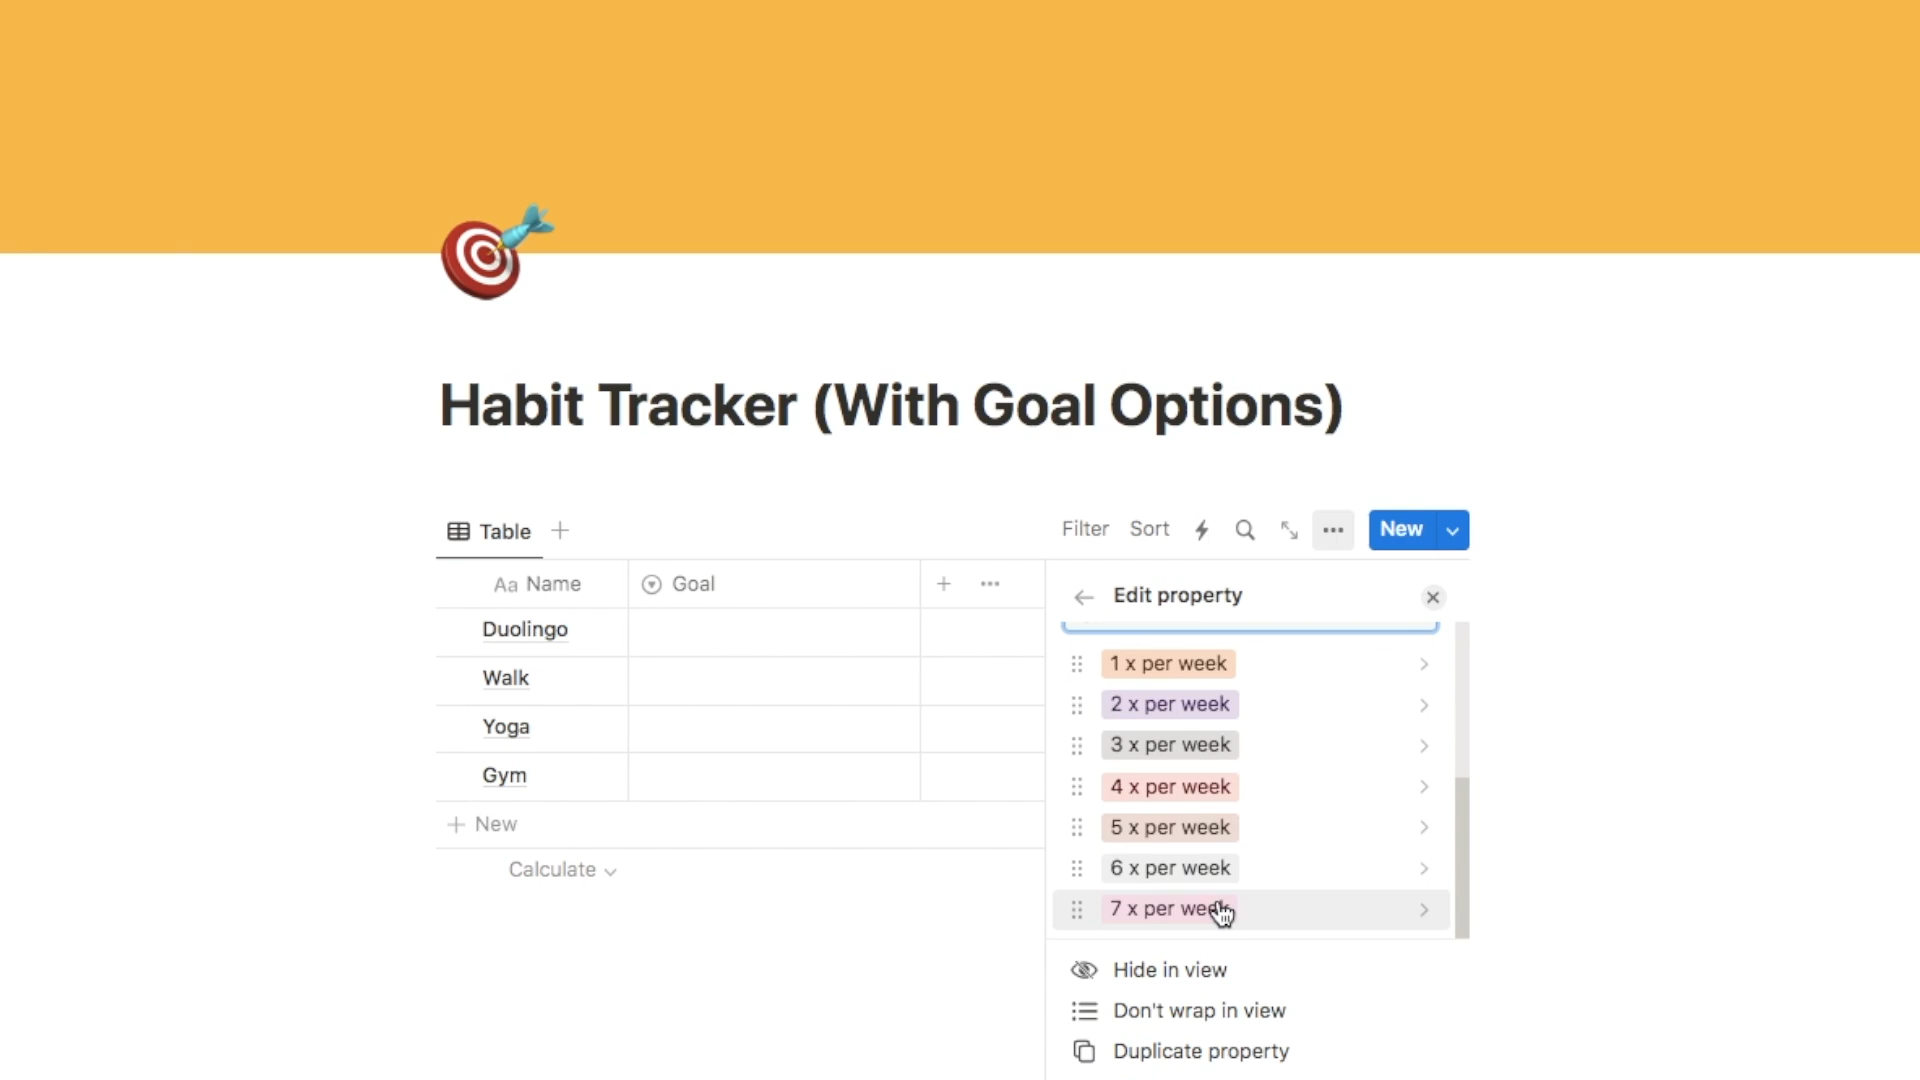 Habit Tracker (With Goal Options)
Table
Filter Sort New
Aa Name Goal
Duolingo
Walk
Yoga
Gym
New
Calculate
Edit property
1 x per week
2 x per week
3 x per week
4 x per week
5 x per week
6 x per week
7 x per week
Hide in view
Don't wrap in view
Duplicate property